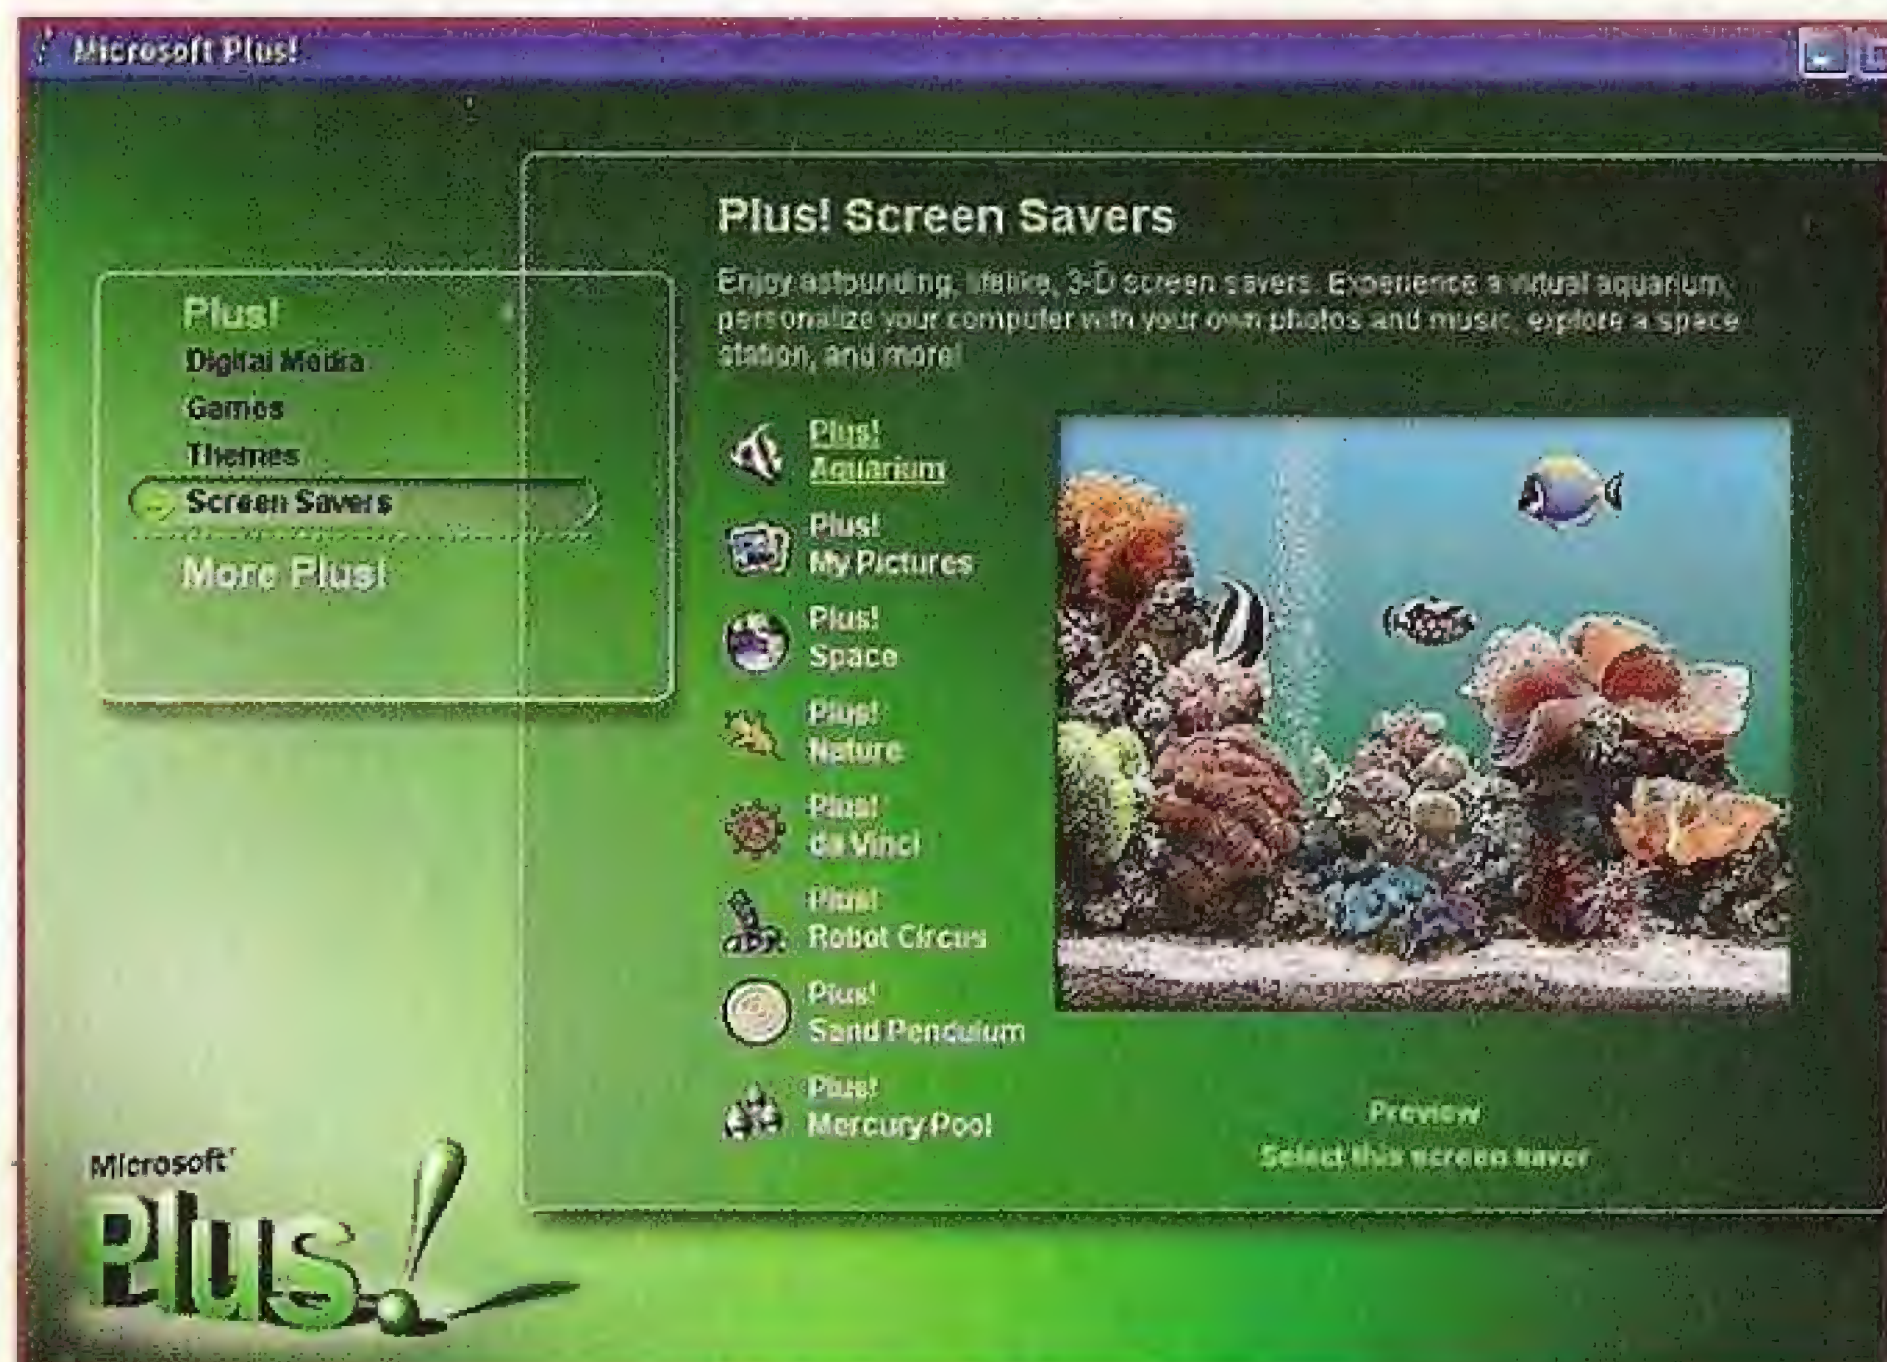 Microsoft Plus!
Plus! Screen Savers
Enjoy astounding, lifelike, 3-D screen savers. Experience a virtual aquarium,
personalize your computer with your own photos and music, explore a space
station, and more!
Plus!
Digital Media
Games
Themes
Screen Savers
More Plus!
Plus!
Aquarium
Plus!
My Pictures
Plus!
Space
Plus!
Nature
Plus!
da Vinci
Plus!
Robot Circus
Plus!
Sand Pendulum
Plus!
Mercury Pool
Preview
Select this screen saver
Microsoft
Plus!